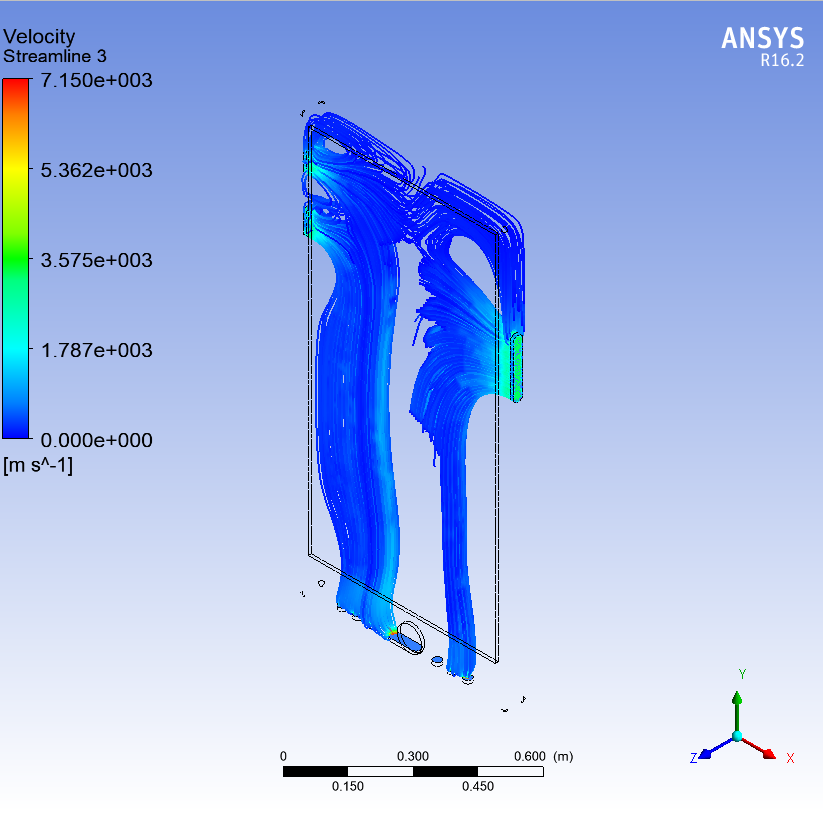 Velocity
Streamline 3
7.150e+003
5.362e+003
3.575e+003
1.787e+003
0.000e+000
[m s^-1]
ANSYS
R16.2
0 0.300 0.600 (m)
0.150 0.450
Y
Z X